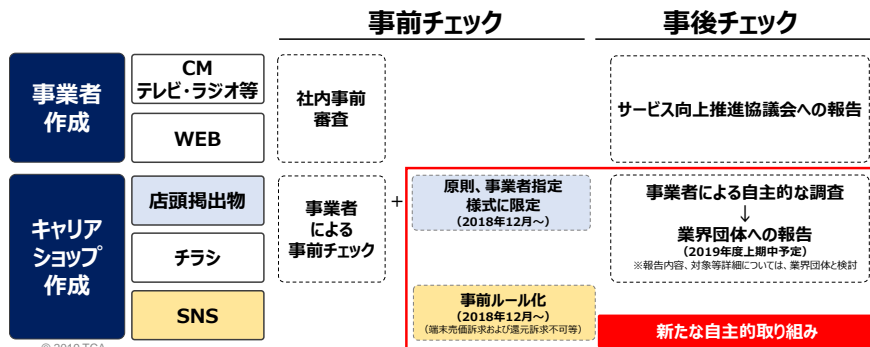 事前チェック
事後チェック
事業者
作成
CM
テレビ・ラジオ等
WEB
社内事前
審査
サービス向上推進協議会への報告
キャリア
ショップ
作成
店頭掲出物
チラシ
SNS
事業者
による
事前チェック
+
原則、事業者指定
様式に限定
(2018年12月～)
事前ルール化
(2018年12月～)
(端末売価訴求および還元訴求不可等)
事業者による自主的な調査
↓
業界団体への報告
(2019年度上期中予定)
※報告内容、対象等詳細については、業界団体と検討
新たな自主的取り組み